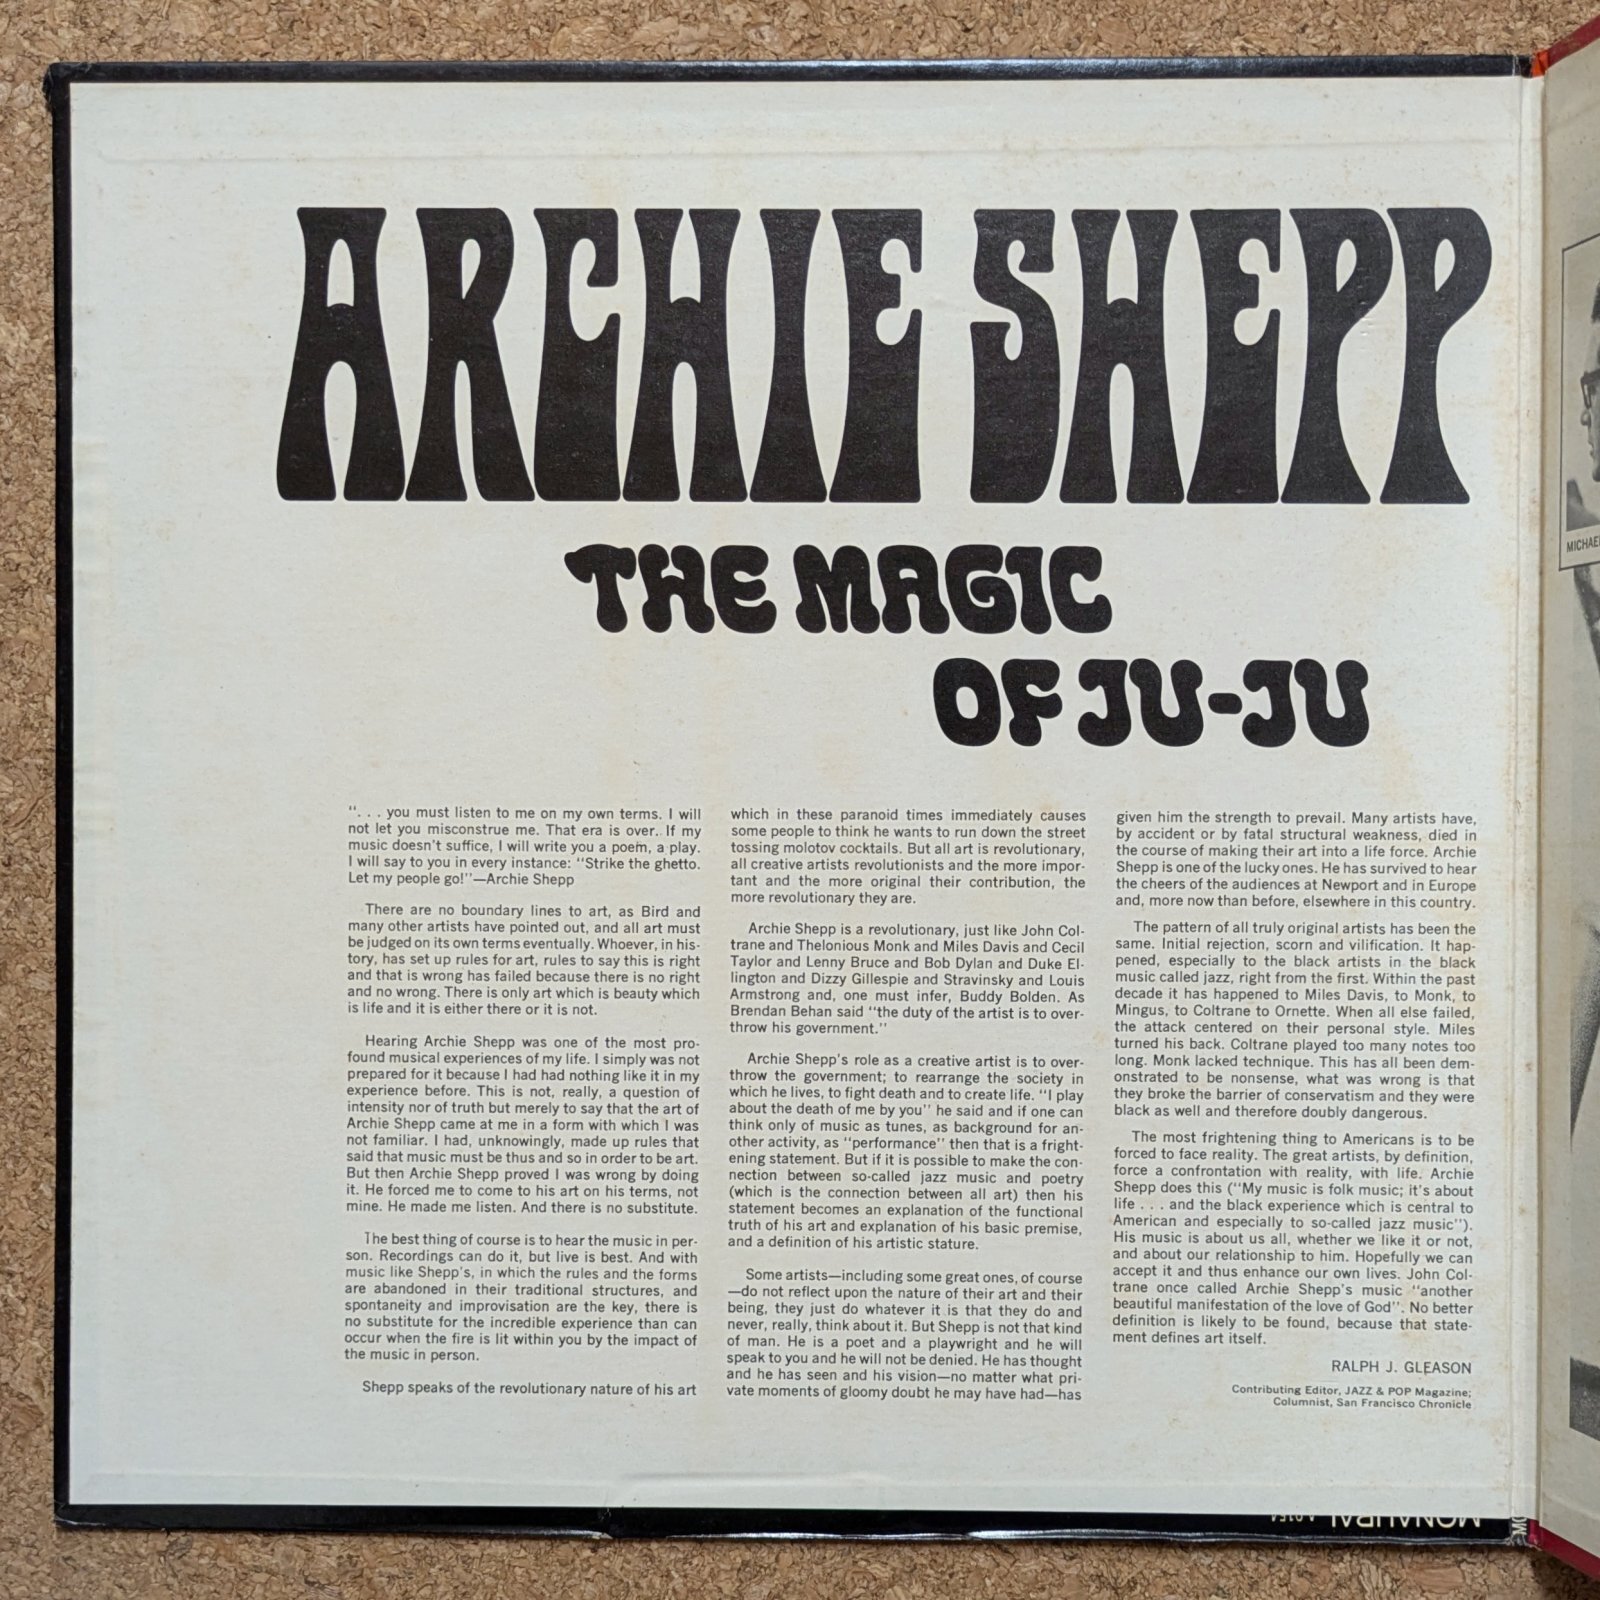 ARCHIE SHEPP
THE MAGIC
OF JU-JU
". . . you must listen to me on my own terms. I will
not let you misconstrue me. That era is over. If my
music doesn't suffice, I will write you a poem, a play.
I will say to you in every instance: "Strike the ghetto.
Let my people go!"—Archie Shepp
There are no boundary lines to art, as Bird and
many other artists have pointed out, and all art must
be judged on its own terms eventually. Whoever, in his-
tory, has set up rules for art, rules to say this is right
and that is wrong has failed because there is no right
and no wrong. There is only art which is beauty which
is life and it is either there or it is not.
Hearing Archie Shepp was one of the most pro-
found musical experiences of my life. I simply was not
prepared for it because I had had nothing like it in my
experience before. This is not, really, a question of
intensity nor of truth but merely to say that the art of
Archie Shepp came at me in a form with which I was
not familiar. I had, unknowingly, made up rules that
said that music must be thus and so in order to be art.
But then Archie Shepp proved I was wrong by doing
it. He forced me to come to his art on his terms, not
mine. He made me listen. And there is no substitute.
The best thing of course is to hear the music in per-
son. Recordings can do it, but live is best. And with
music like Shepp's, in which the rules and the forms
are abandoned in their traditional structures, and
spontaneity and improvisation are the key, there is
no substitute for the incredible experience than can
occur when the fire is lit within you by the impact of
the music in person.
Shepp speaks of the revolutionary nature of his art
which in these paranoid times immediately causes
some people to think he wants to run down the street
tossing molotov cocktails. But all art is revolutionary,
all creative artists revolutionists and the more impor-
tant and the more original their contribution, the
more revolutionary they are.
Archie Shepp is a revolutionary, just like John Col-
trane and Thelonious Monk and Miles Davis and Cecil
Taylor and Lenny Bruce and Bob Dylan and Duke El-
lington and Dizzy Gillespie and Stravinsky and Louis
Armstrong and, one must infer, Buddy Bolden. As
Brendan Behan said "the duty of the artist is to over-
throw his government."
Archie Shepp's role as a creative artist is to over-
throw the government; to rearrange the society in
which he lives, to fight death and to create life. "I play
about the death of me by you" he said and if one can
think only of music as tunes, as background for an-
other activity, as "performance" then that is a fright-
ening statement. But if it is possible to make the con-
nection between so-called jazz music and poetry
(which is the connection between all art) then his
statement becomes an explanation of the functional
truth of his art and explanation of his basic premise,
and a definition of his artistic stature.
Some artists—including some great ones, of course
—do not reflect upon the nature of their art and their
being, they just do whatever it is that they do and
never, really, think about it. But Shepp is not that kind
of man. He is a poet and a playwright and he will
speak to you and he will not be denied. He has thought
and he has seen and his vision—no matter what pri-
vate moments of gloomy doubt he may have had—has
given him the strength to prevail. Many artists have,
by accident or by fatal structural weakness, died in
the course of making their art into a life force. Archie
Shepp is one of the lucky ones. He has survived to hear
the cheers of the audiences at Newport and in Europe
and, more now than before, elsewhere in this country.
The pattern of all truly original artists has been the
same. Initial rejection, scorn and vilification. It hap-
pened, especially to the black artists in the black
music called jazz, right from the first. Within the past
decade it has happened to Miles Davis, to Monk, to
Mingus, to Coltrane to Ornette. When all else failed,
the attack centered on their personal style. Miles
turned his back. Coltrane played too many notes too
long. Monk lacked technique. This has all been dem-
onstrated to be nonsense, what was wrong is that
they broke the barrier of conservatism and they were
black as well and therefore doubly dangerous.
The most frightening thing to Americans is to be
forced to face reality. The great artists, by definition,
force a confrontation with reality, with life. Archie
Shepp does this ("My music is folk music; it's about
life . . . and the black experience which is central to
American and especially to so-called jazz music").
His music is about us all, whether we like it or not,
and about our relationship to him. Hopefully we can
accept it and thus enhance our own lives. John Col-
trane once called Archie Shepp's music "another
beautiful manifestation of the love of God". No better
definition is likely to be found, because that state-
ment defines art itself.
RALPH J. GLEASON
Contributing Editor, JAZZ & POP Magazine;
Columnist, San Francisco Chronicle
MICHAE
MONAURAL